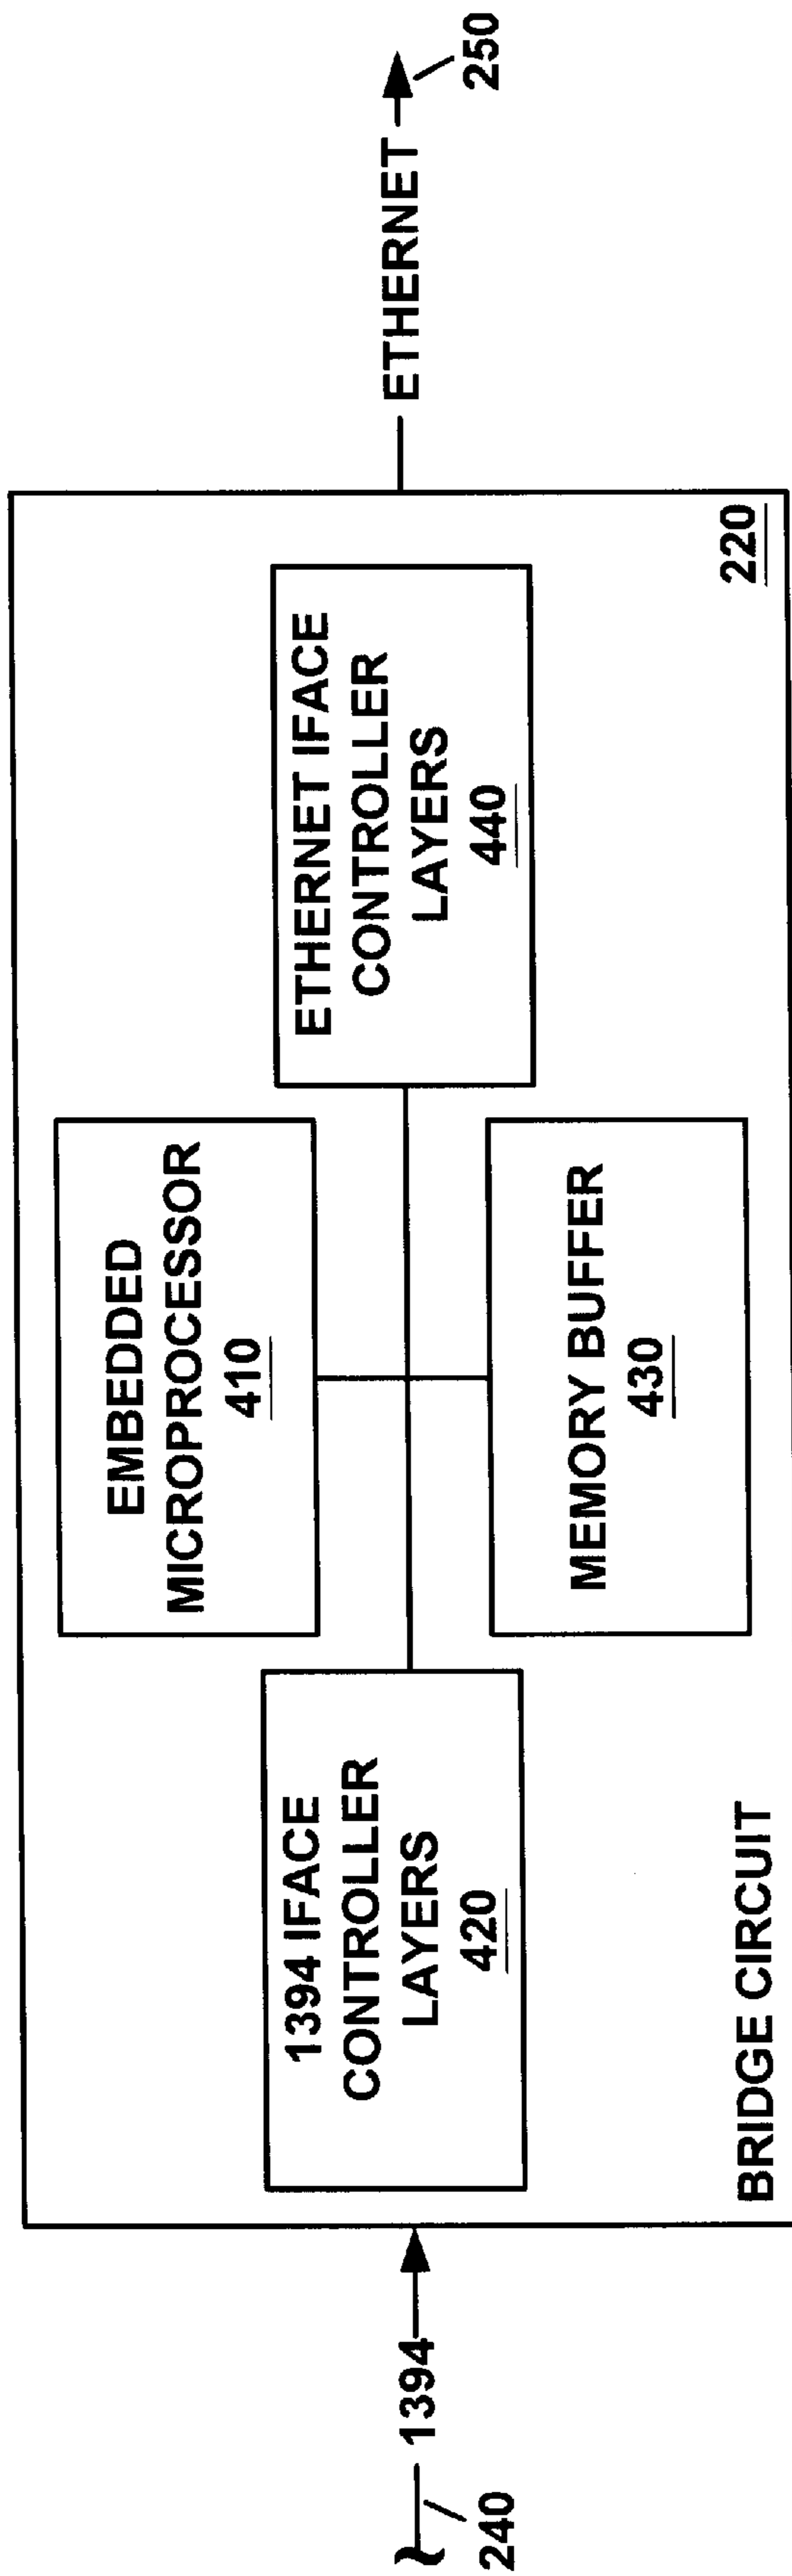 240
1394
1394 IFACE
CONTROLLER
LAYERS
420
EMBEDDED
MICROPROCESSOR
410
MEMORY BUFFER
430
ETHERNET IFACE
CONTROLLER
LAYERS
440
BRIDGE CIRCUIT
220
ETHERNET
250